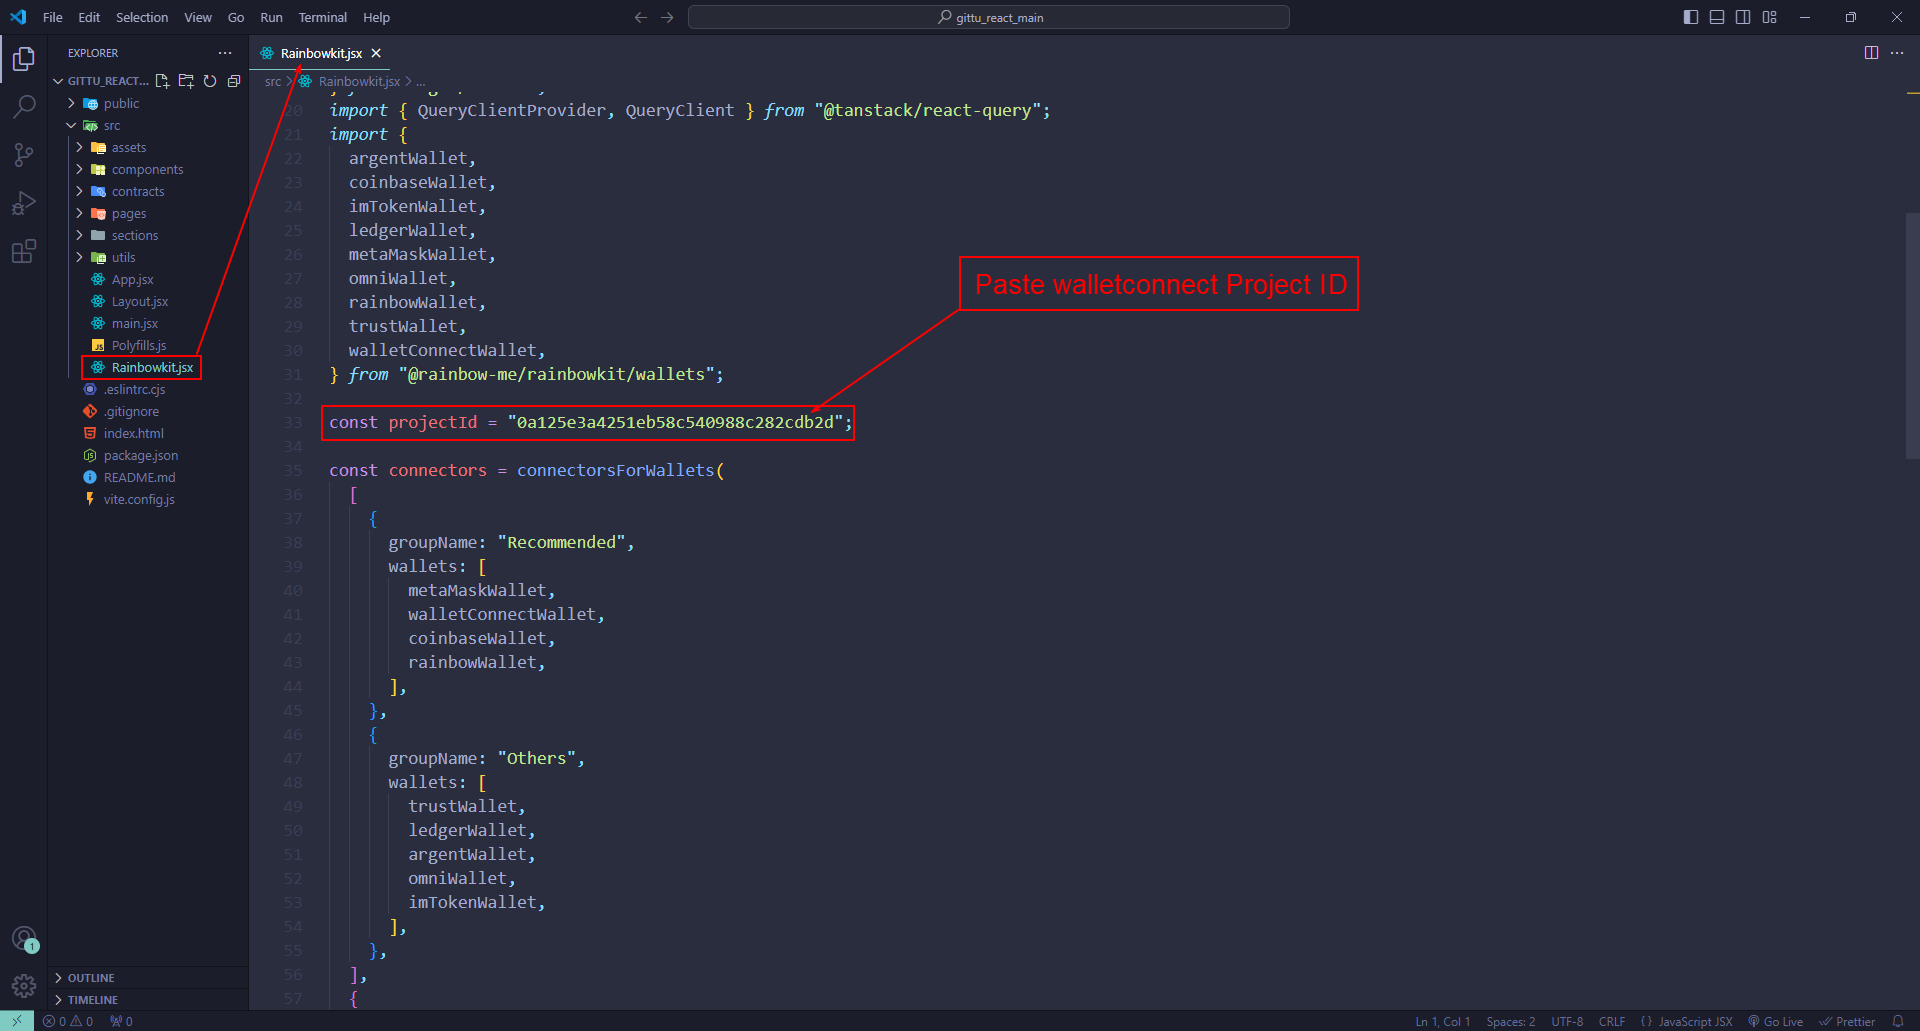 File Edit Selection View Go Run Terminal Help
gittu_react_main
EXPLORER
GITTU_REACT...
public
src
assets
components
contracts
pages
sections
utils
App.jsx
Layout.jsx
main.jsx
Polyfills.js
Rainbowkit.jsx
.eslintrc.cjs
.gitignore
index.html
package.json
README.md
vite.config.js
OUTLINE
TIMELINE
Rainbowkit.jsx
src > Rainbowkit.jsx > ...
20 import { QueryClientProvider, QueryClient } from "@tanstack/react-query";
21 import {
22 argentWallet,
23 coinbaseWallet,
24 imTokenWallet,
25 ledgerWallet,
26 metaMaskWallet,
27 omniWallet,
28 rainbowWallet,
29 trustWallet,
30 walletConnectWallet,
31 } from "@rainbow-me/rainbowkit/wallets";
32
33 const projectId = "0a125e3a4251eb58c540988c282cdb2d";
34
35 const connectors = connectorsForWallets(
36 [
37 {
38 groupName: "Recommended",
39 wallets: [
40 metaMaskWallet,
41 walletConnectWallet,
42 coinbaseWallet,
43 rainbowWallet,
44 ],
45 },
46 {
47 groupName: "Others",
48 wallets: [
49 trustWallet,
50 ledgerWallet,
51 argentWallet,
52 omniWallet,
53 imTokenWallet,
54 ],
55 },
56 ],
57 {
Paste walletconnect Project ID
1
0 0 0
Ln 1, Col 1 Spaces: 2 UTF-8 CRLF {} JavaScript JSX Go Live Prettier